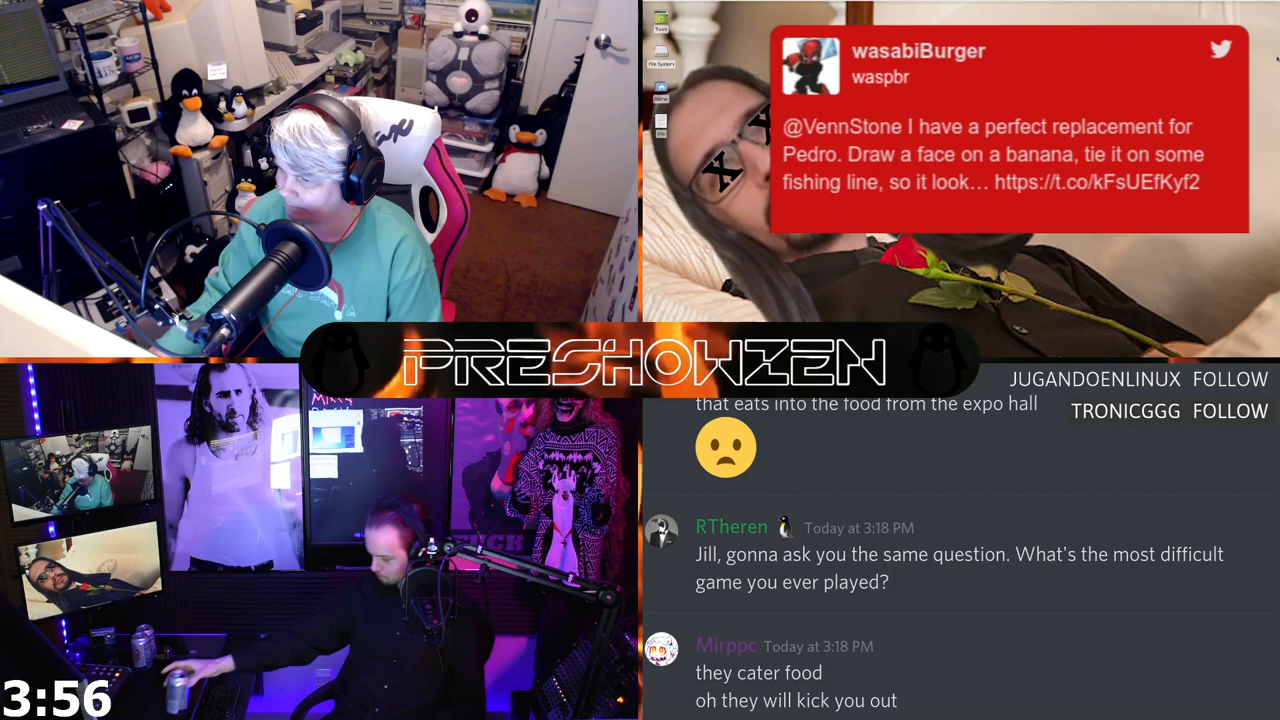 Trash
File System
Home
wasabiBurger
waspbr
@VennStone I have a perfect replacement for
Pedro. Draw a face on a banana, tie it on some
fishing line, so it look… https://t.co/kFsUEfKyf2
PRESHOWZEN
JUGANDOENLINUX FOLLOW
TRONICGGG FOLLOW
that eats into the food from the expo hall
RTheren Today at 3:18 PM
Jill, gonna ask you the same question. What's the most difficult
game you ever played?
Mirppc Today at 3:18 PM
they cater food
oh they will kick you out
3:56